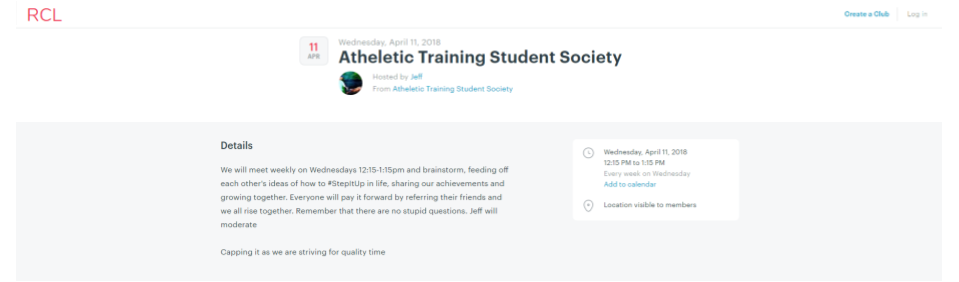 RCL
Create a Club
Log in
11
APR
Wednesday, April 11, 2018
Atheletic Training Student Society
Hosted by Jeff
From Atheletic Training Student Society
Details
We will meet weekly on Wednesdays 12:15-1:15pm and brainstorm, feeding off
each other's ideas of how to #StepItUp in life, sharing our achievements and
growing together. Everyone will pay it forward by referring their friends and
we all rise together. Remember that there are no stupid questions. Jeff will
moderate
Capping it as we are striving for quality time
Wednesday, April 11, 2018
12:15 PM to 1:15 PM
Every week on Wednesday
Add to calendar
Location visible to members